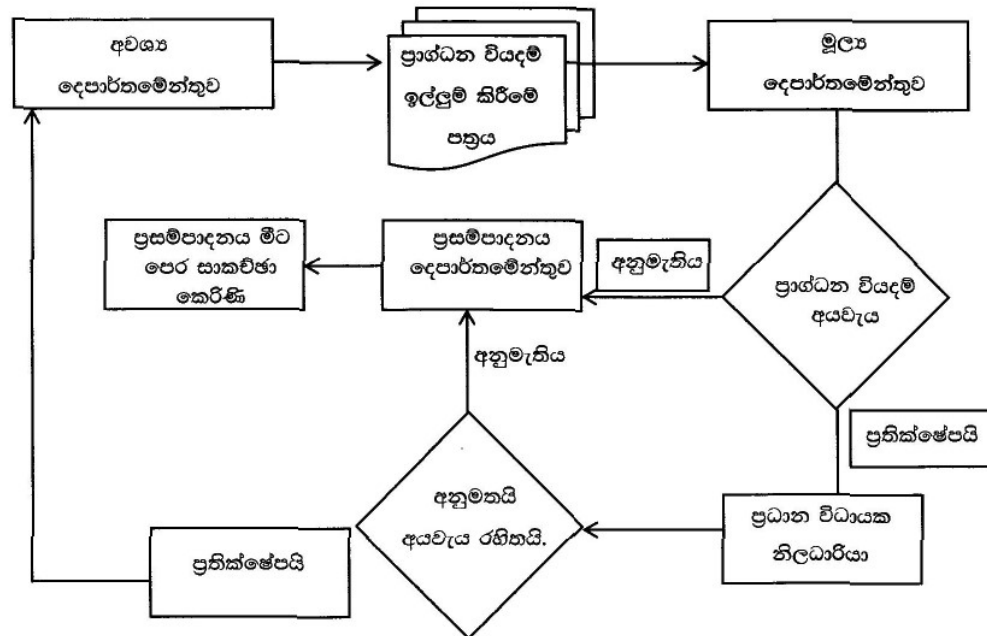 අවශ්‍ය
දෙපාර්තමේන්තුව
ප්‍රාග්ධන වියදම්
ඉල්ලුම් කිරීමේ
පත්‍රය
මූල්‍ය
දෙපාර්තමේන්තුව
ප්‍රසම්පාදනය මීට
පෙර සාකච්ඡා
කෙරිණි
ප්‍රසම්පාදනය
දෙපාර්තමේන්තුව
අනුමැතිය
ප්‍රාග්ධන වියදම්
අයවැය
අනුමැතිය
ප්‍රතික්ෂේපයි
අනුමතයි
අයවැය රහිතයි.
ප්‍රධාන විධායක
නිලධාරියා
ප්‍රතික්ෂේපයි